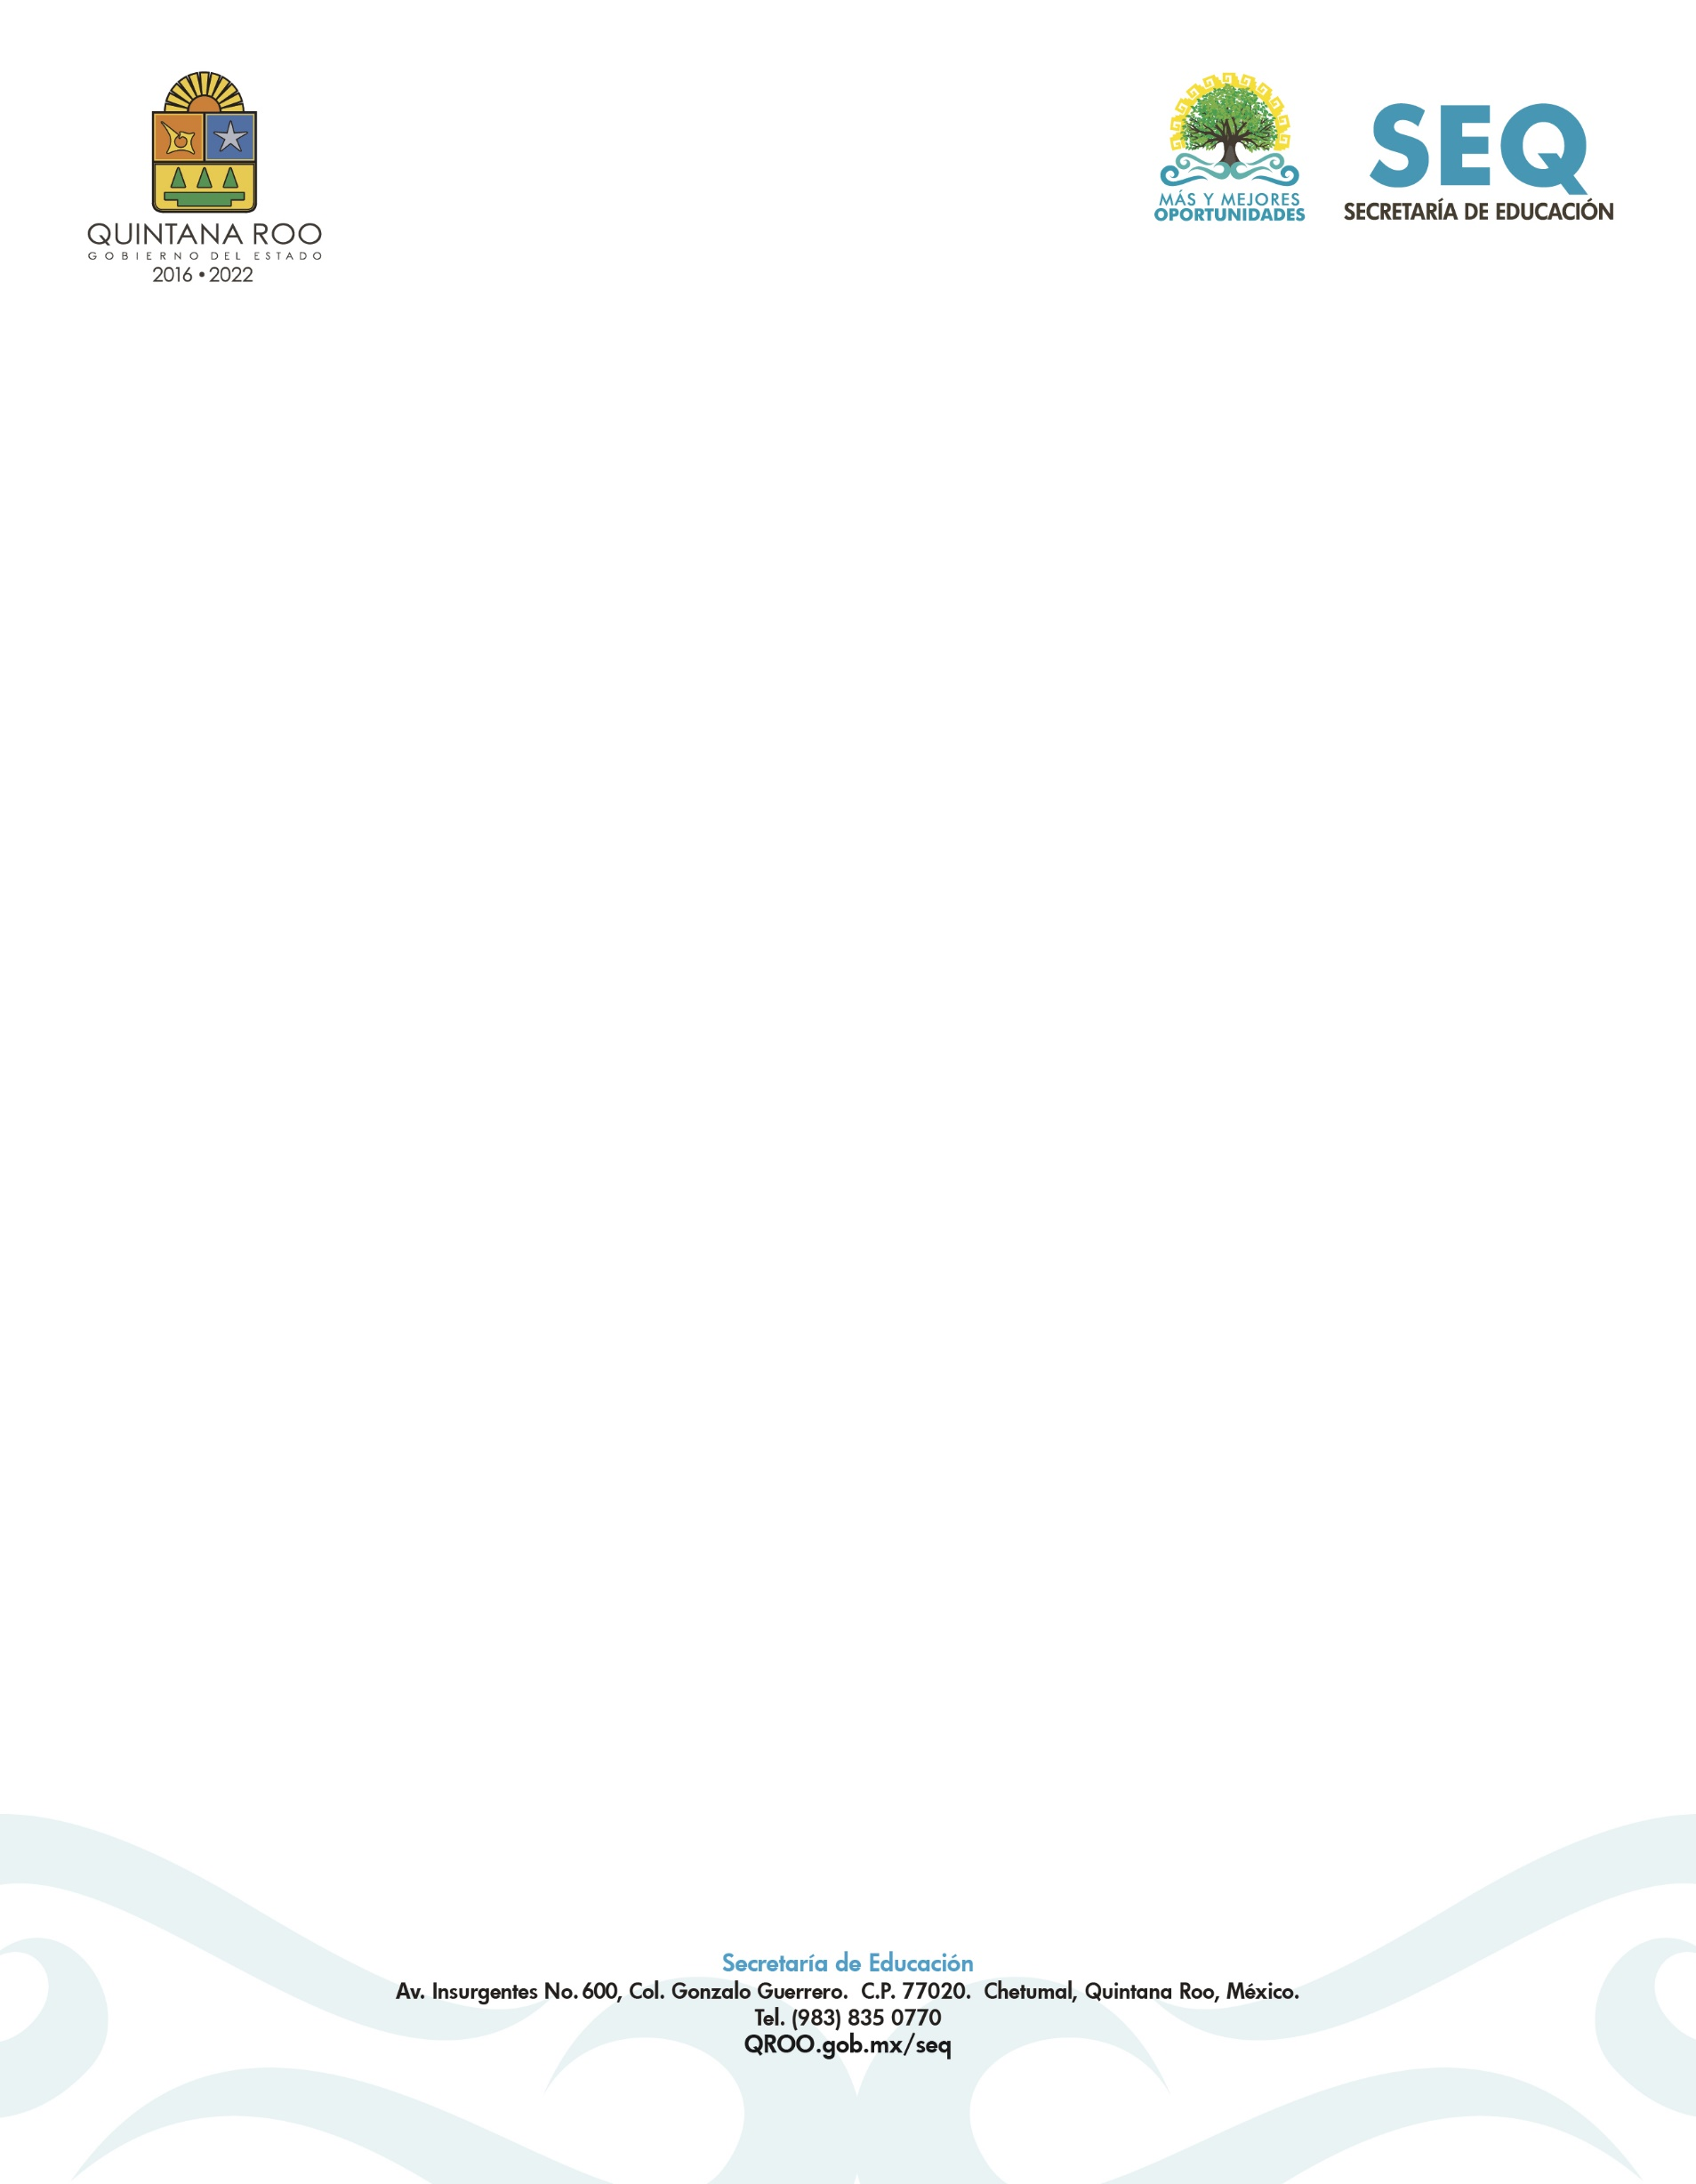 QUINTANA ROO
GOBIERNO DEL ESTADO
2016 • 2022
MÁS Y MEJORES
OPORTUNIDADES
SEQ
SECRETARÍA DE EDUCACIÓN
Secretaría de Educación
Av. Insurgentes No. 600, Col. Gonzalo Guerrero.  C.P. 77020.  Chetumal, Quintana Roo, México.
Tel. (983) 835 0770
QROO.gob.mx/seq